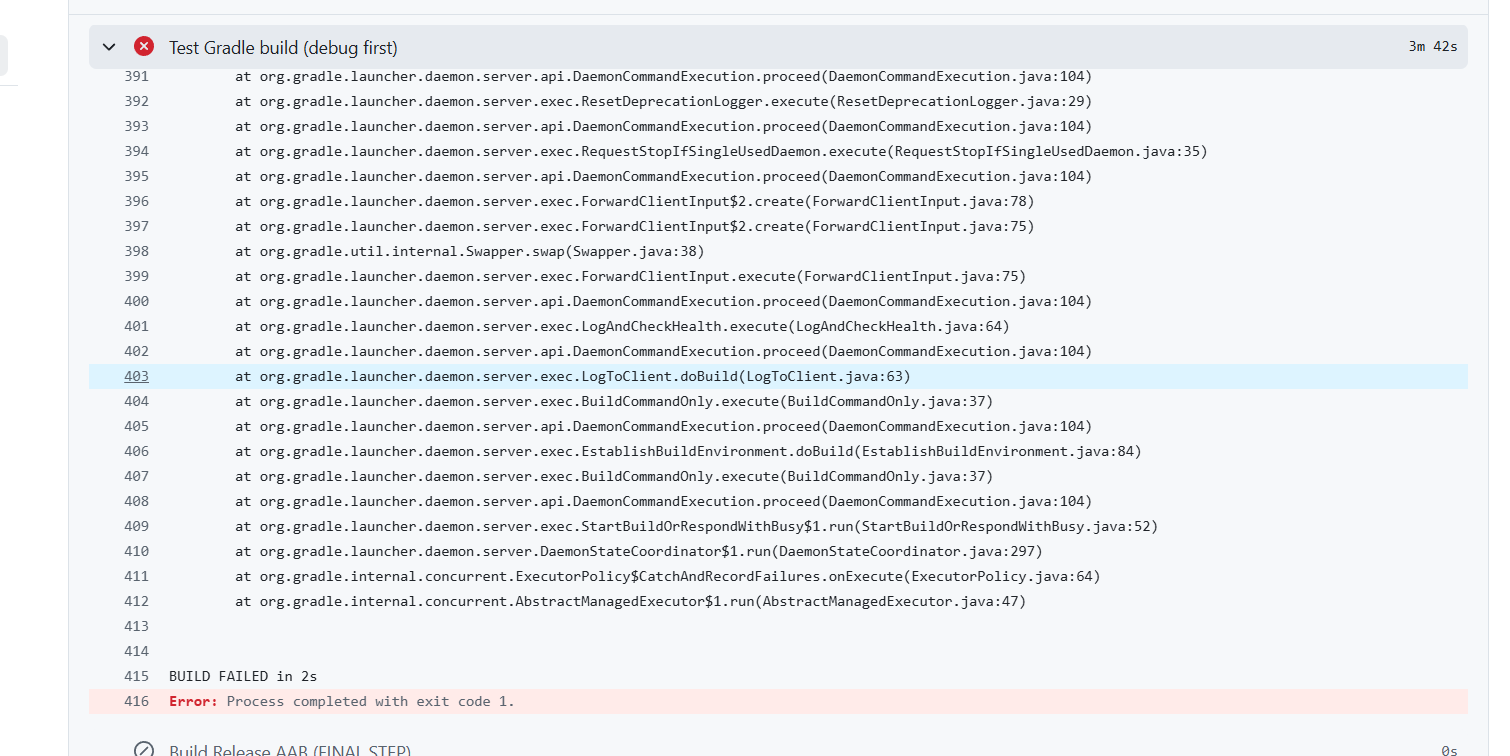 Test Gradle build (debug first) 3m 42s
391 at org.gradle.launcher.daemon.server.api.DaemonCommandExecution.proceed(DaemonCommandExecution.java:104)
392 at org.gradle.launcher.daemon.server.exec.ResetDeprecationLogger.execute(ResetDeprecationLogger.java:29)
393 at org.gradle.launcher.daemon.server.api.DaemonCommandExecution.proceed(DaemonCommandExecution.java:104)
394 at org.gradle.launcher.daemon.server.exec.RequestStopIfSingleUsedDaemon.execute(RequestStopIfSingleUsedDaemon.java:35)
395 at org.gradle.launcher.daemon.server.api.DaemonCommandExecution.proceed(DaemonCommandExecution.java:104)
396 at org.gradle.launcher.daemon.server.exec.ForwardClientInput$2.create(ForwardClientInput.java:78)
397 at org.gradle.launcher.daemon.server.exec.ForwardClientInput$2.create(ForwardClientInput.java:75)
398 at org.gradle.util.internal.Swapper.swap(Swapper.java:38)
399 at org.gradle.launcher.daemon.server.exec.ForwardClientInput.execute(ForwardClientInput.java:75)
400 at org.gradle.launcher.daemon.server.api.DaemonCommandExecution.proceed(DaemonCommandExecution.java:104)
401 at org.gradle.launcher.daemon.server.exec.LogAndCheckHealth.execute(LogAndCheckHealth.java:64)
402 at org.gradle.launcher.daemon.server.api.DaemonCommandExecution.proceed(DaemonCommandExecution.java:104)
403 at org.gradle.launcher.daemon.server.exec.LogToClient.doBuild(LogToClient.java:63)
404 at org.gradle.launcher.daemon.server.exec.BuildCommandOnly.execute(BuildCommandOnly.java:37)
405 at org.gradle.launcher.daemon.server.api.DaemonCommandExecution.proceed(DaemonCommandExecution.java:104)
406 at org.gradle.launcher.daemon.server.exec.EstablishBuildEnvironment.doBuild(EstablishBuildEnvironment.java:84)
407 at org.gradle.launcher.daemon.server.exec.BuildCommandOnly.execute(BuildCommandOnly.java:37)
408 at org.gradle.launcher.daemon.server.api.DaemonCommandExecution.proceed(DaemonCommandExecution.java:104)
409 at org.gradle.launcher.daemon.server.exec.StartBuildOrRespondWithBusy$1.run(StartBuildOrRespondWithBusy.java:52)
410 at org.gradle.launcher.daemon.server.DaemonStateCoordinator$1.run(DaemonStateCoordinator.java:297)
411 at org.gradle.internal.concurrent.ExecutorPolicy$CatchAndRecordFailures.onExecute(ExecutorPolicy.java:64)
412 at org.gradle.internal.concurrent.AbstractManagedExecutor$1.run(AbstractManagedExecutor.java:47)
413
414
415 BUILD FAILED in 2s
416 Error: Process completed with exit code 1.
Build Release AAB (FINAL STEP) 0s